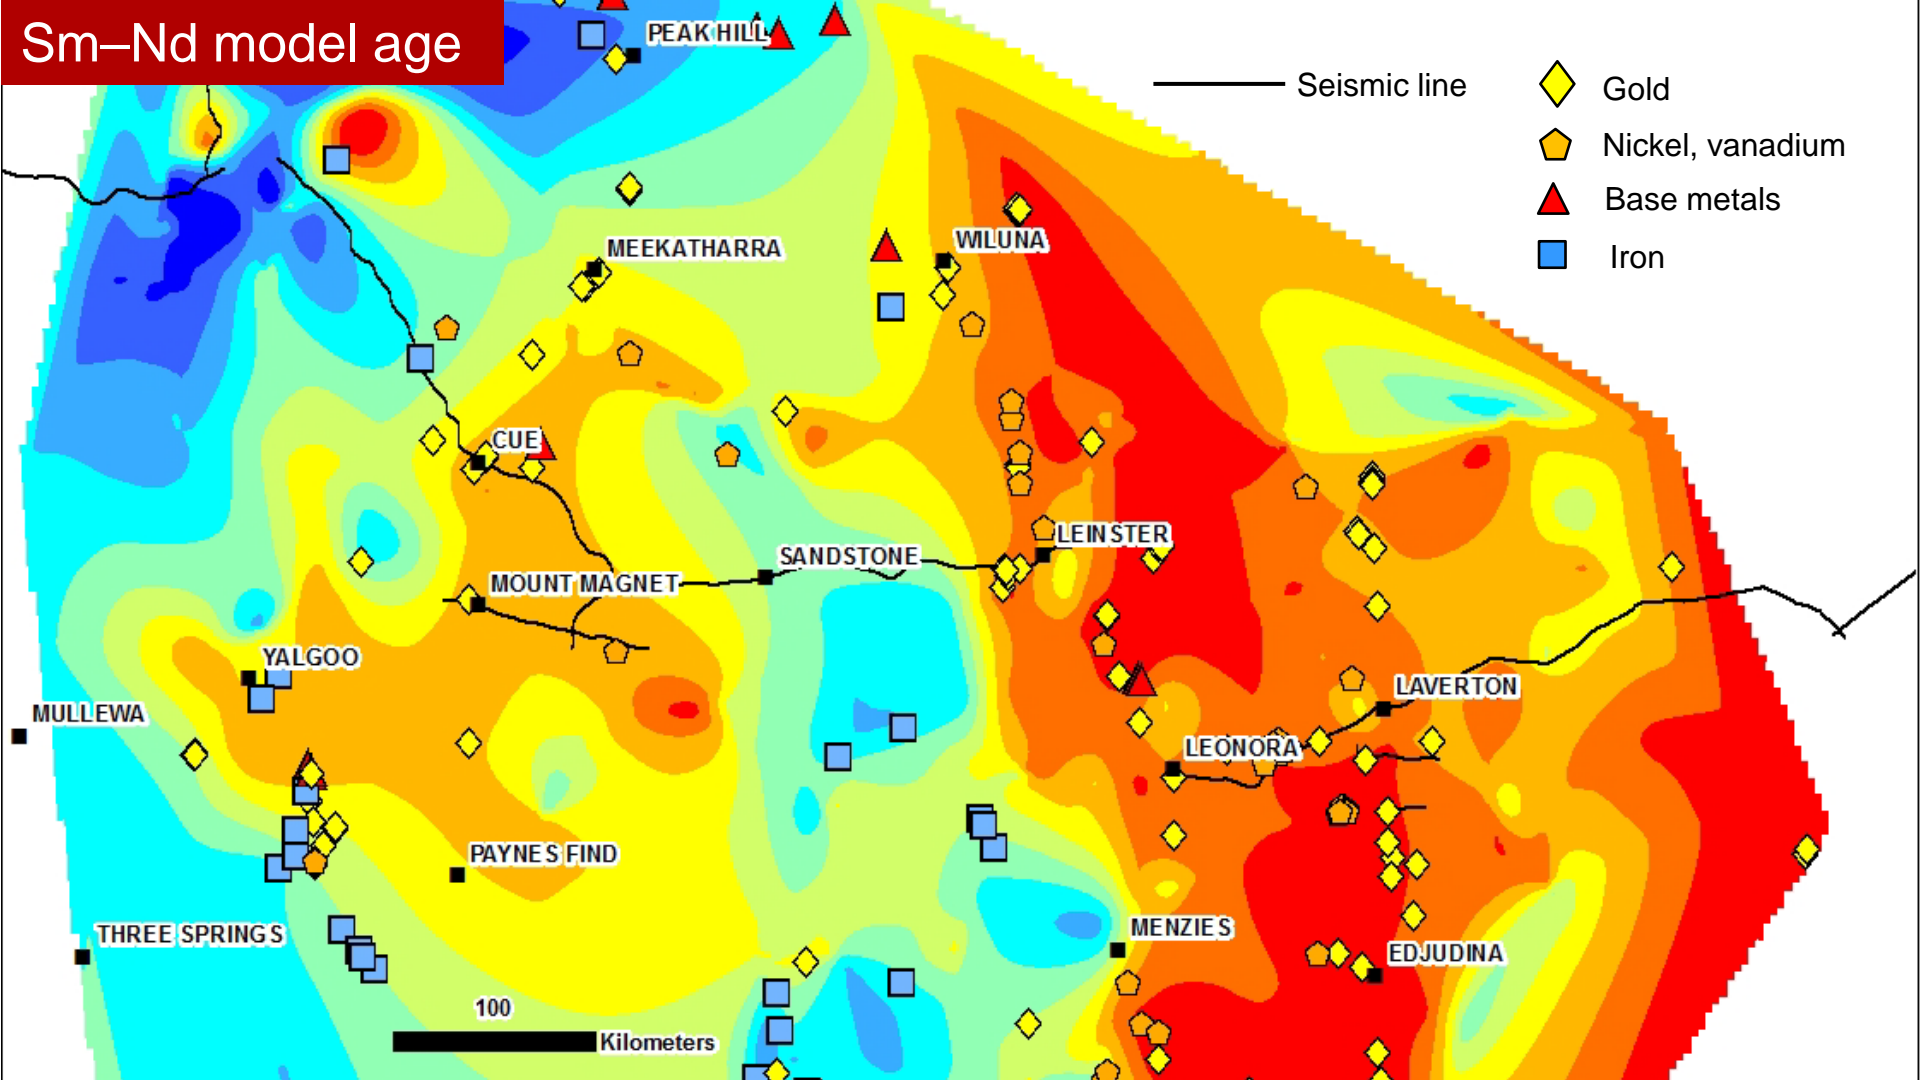 Sm–Nd model age
PEAK HILL
Seismic line
Gold
Nickel, vanadium
Base metals
Iron
MEEKATHARRA
WILUNA
CUE
LEINSTER
SANDSTONE
MOUNT MAGNET
YALGOO
LAVERTON
MULLEWA
LEONORA
PAYNES FIND
THREE SPRINGS
MENZIES
EDJUDINA
100
Kilometers